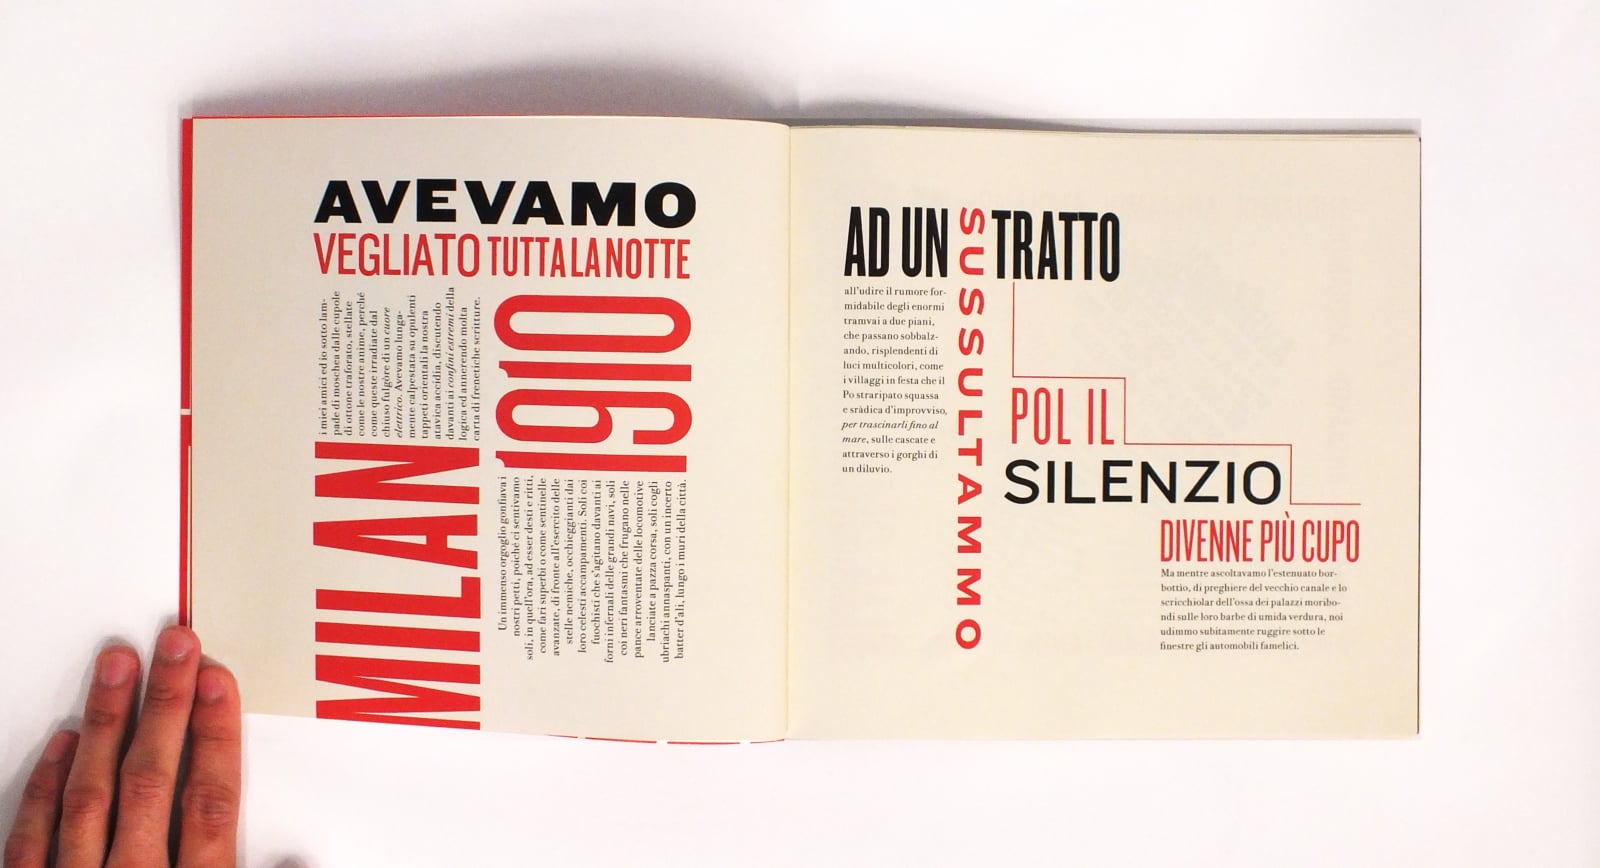 AVEVAMO
VEGLIATO TUTTA LA NOTTE
i miei amici ed io sotto lam-
pade di moschea dalle cupole
di ottone traforato, stellate
come le nostre anime, perché
come queste irradiate dal
chiuso fulgòre di un cuore
elettrico. Avevamo lunga-
mente calpestata su opulenti
tappeti orientali la nostra
atavica accidia, discutendo
davanti ai confini estremi della
logica ed annerendo molta
carta di frenetiche scritture.
MILAN
1910
Un immenso orgoglio gonfiava i
nostri petti, poiché ci sentivamo
soli, in quell'ora, ad esser desti e ritti,
come fari superbi o come sentinelle
avanzate, di fronte all'esercito delle
stelle nemiche, occhieggianti dai
loro celesti accampamenti. Soli coi
fuochisti che s'agitano davanti ai
forni infernali delle grandi navi, soli
coi neri fantasmi che frugano nelle
pance arroventate delle locomotive
lanciate a pazza corsa, soli cogli
ubriachi annaspanti, con un incerto
batter d'ali, lungo i muri della città.
AD UN TRATTO
SUSSULTAMMO
all'udire il rumore for-
midabile degli enormi
tramvai a due piani,
che passano sobbalz-
ando, risplendenti di
luci multicolori, come
i villaggi in festa che il
Po straripato squassa
e sràdica d'improvviso,
per trascinarli fino al
mare, sulle cascate e
attraverso i gorghi di
un diluvio.
POL IL
SILENZIO
DIVENNE PIÙ CUPO
Ma mentre ascoltavamo l'estenuato bor-
bottio, di preghiere del vecchio canale e lo
scricchiolar dell'ossa dei palazzi moribo-
ndi sulle loro barbe di umida verdura, noi
udimmo subitamente ruggire sotto le
finestre gli automobili famelici.